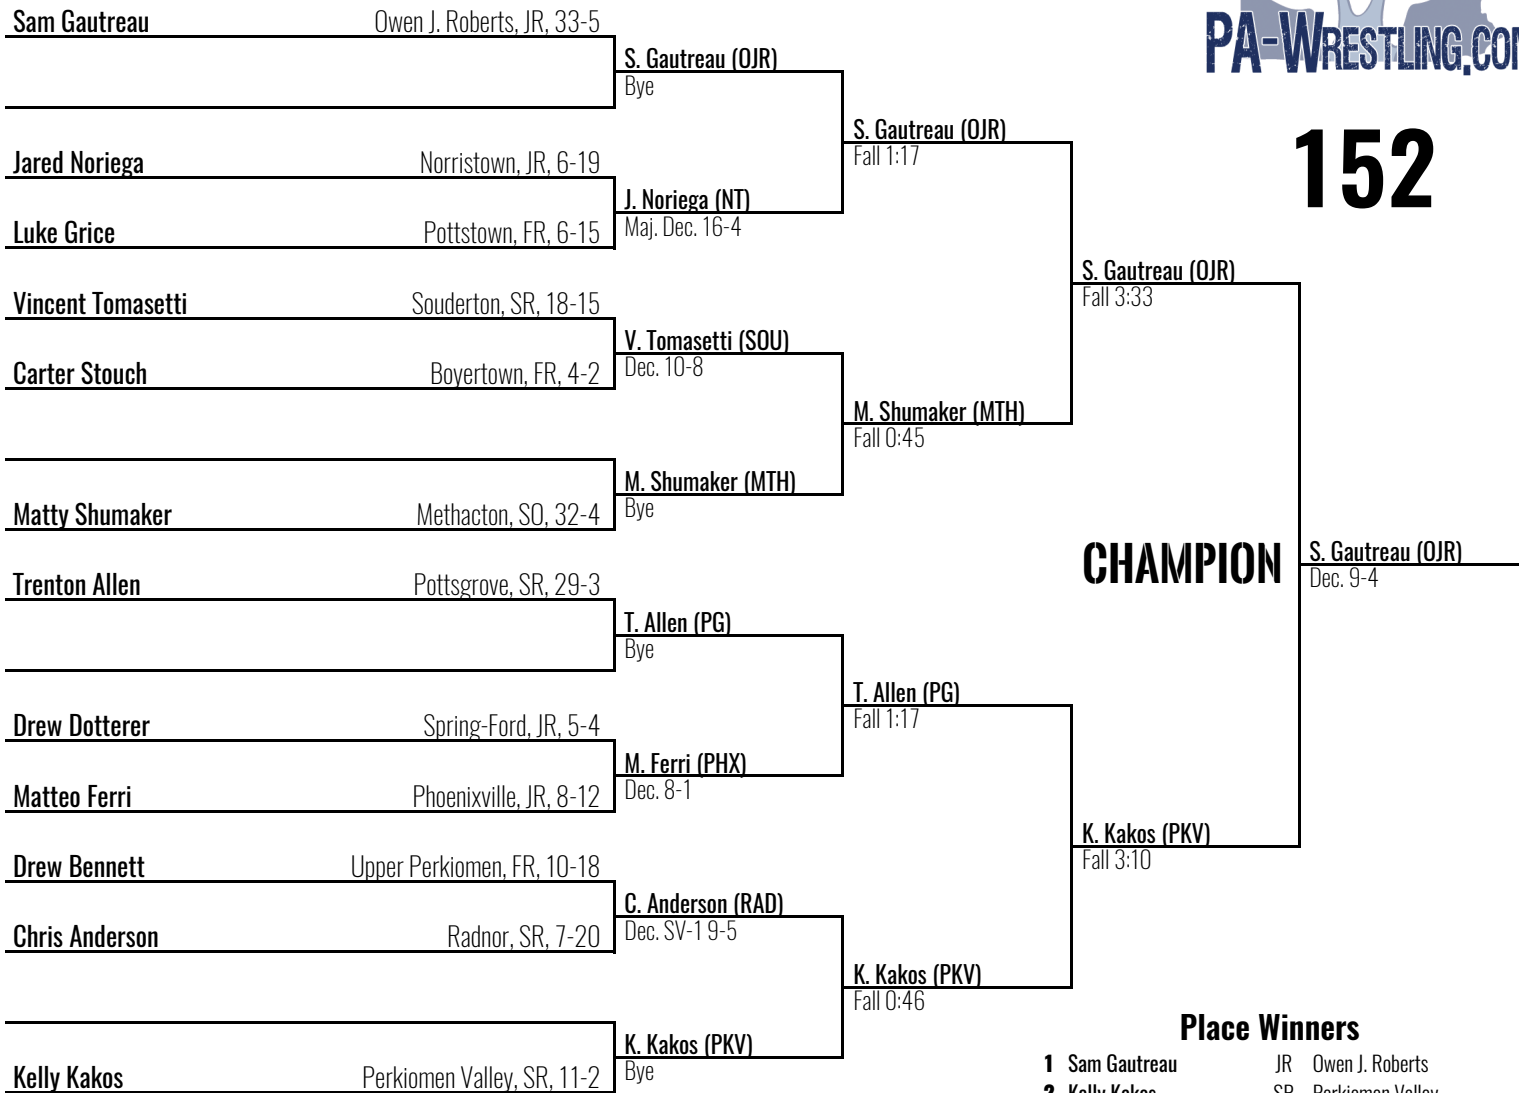 PA-WRESTLING.COM
152
Sam Gautreau Owen J. Roberts, JR, 33-5
S. Gautreau (OJR)
Bye
S. Gautreau (OJR)
Fall 1:17
Jared Noriega Norristown, JR, 6-19
J. Noriega (NT)
Maj. Dec. 16-4
Luke Grice Pottstown, FR, 6-15
S. Gautreau (OJR)
Fall 3:33
Vincent Tomasetti Souderton, SR, 18-15
V. Tomasetti (SOU)
Dec. 10-8
Carter Stouch Boyertown, FR, 4-2
M. Shumaker (MTH)
Fall 0:45
M. Shumaker (MTH)
Bye
Matty Shumaker Methacton, SO, 32-4
CHAMPION
S. Gautreau (OJR)
Dec. 9-4
Trenton Allen Pottsgrove, SR, 29-3
T. Allen (PG)
Bye
T. Allen (PG)
Fall 1:17
Drew Dotterer Spring-Ford, JR, 5-4
M. Ferri (PHX)
Dec. 8-1
Matteo Ferri Phoenixville, JR, 8-12
K. Kakos (PKV)
Fall 3:10
Drew Bennett Upper Perkiomen, FR, 10-18
C. Anderson (RAD)
Dec. SV-1 9-5
Chris Anderson Radnor, SR, 7-20
K. Kakos (PKV)
Fall 0:46
K. Kakos (PKV)
Bye
Kelly Kakos Perkiomen Valley, SR, 11-2
Place Winners
1 Sam Gautreau JR Owen J. Roberts
2 Kelly Kakos SR Perkiomen Valley